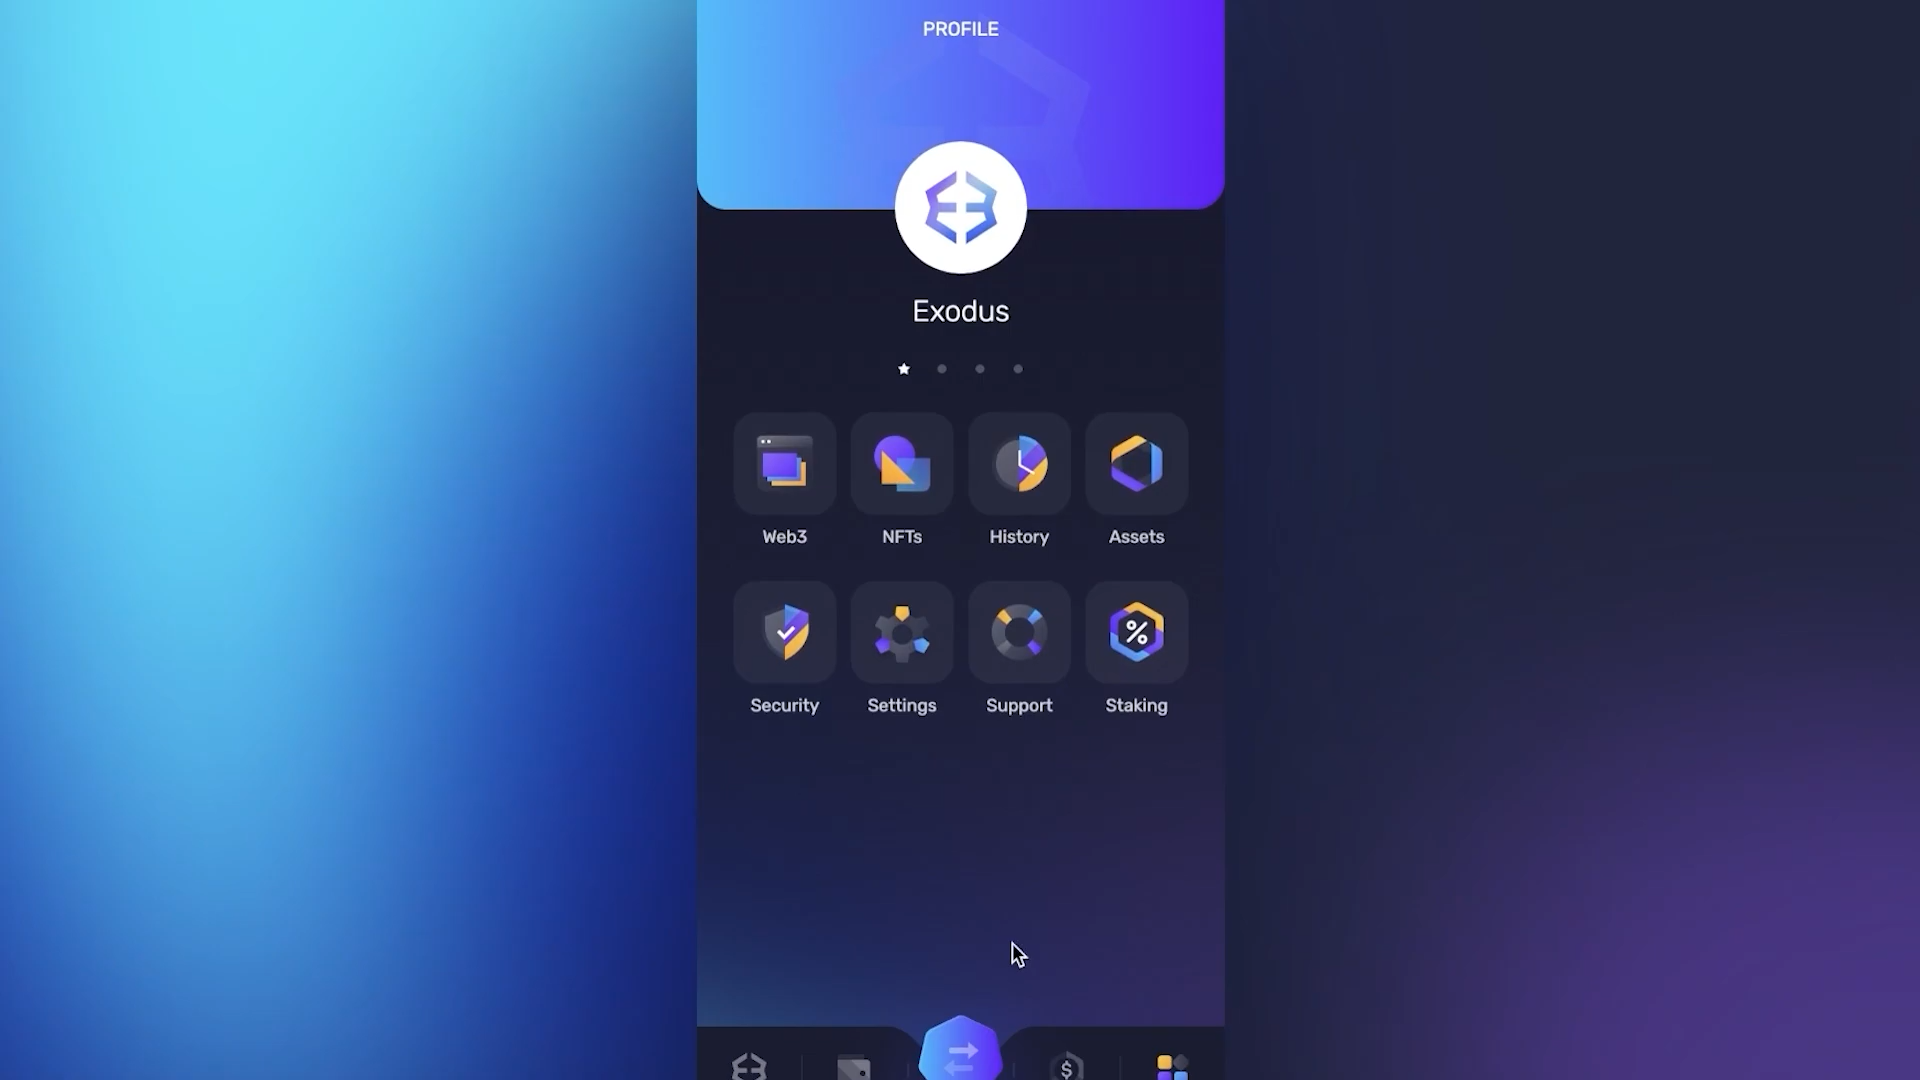 PROFILE
Exodus
Web3 NFTs History Assets
Security Settings Support Staking